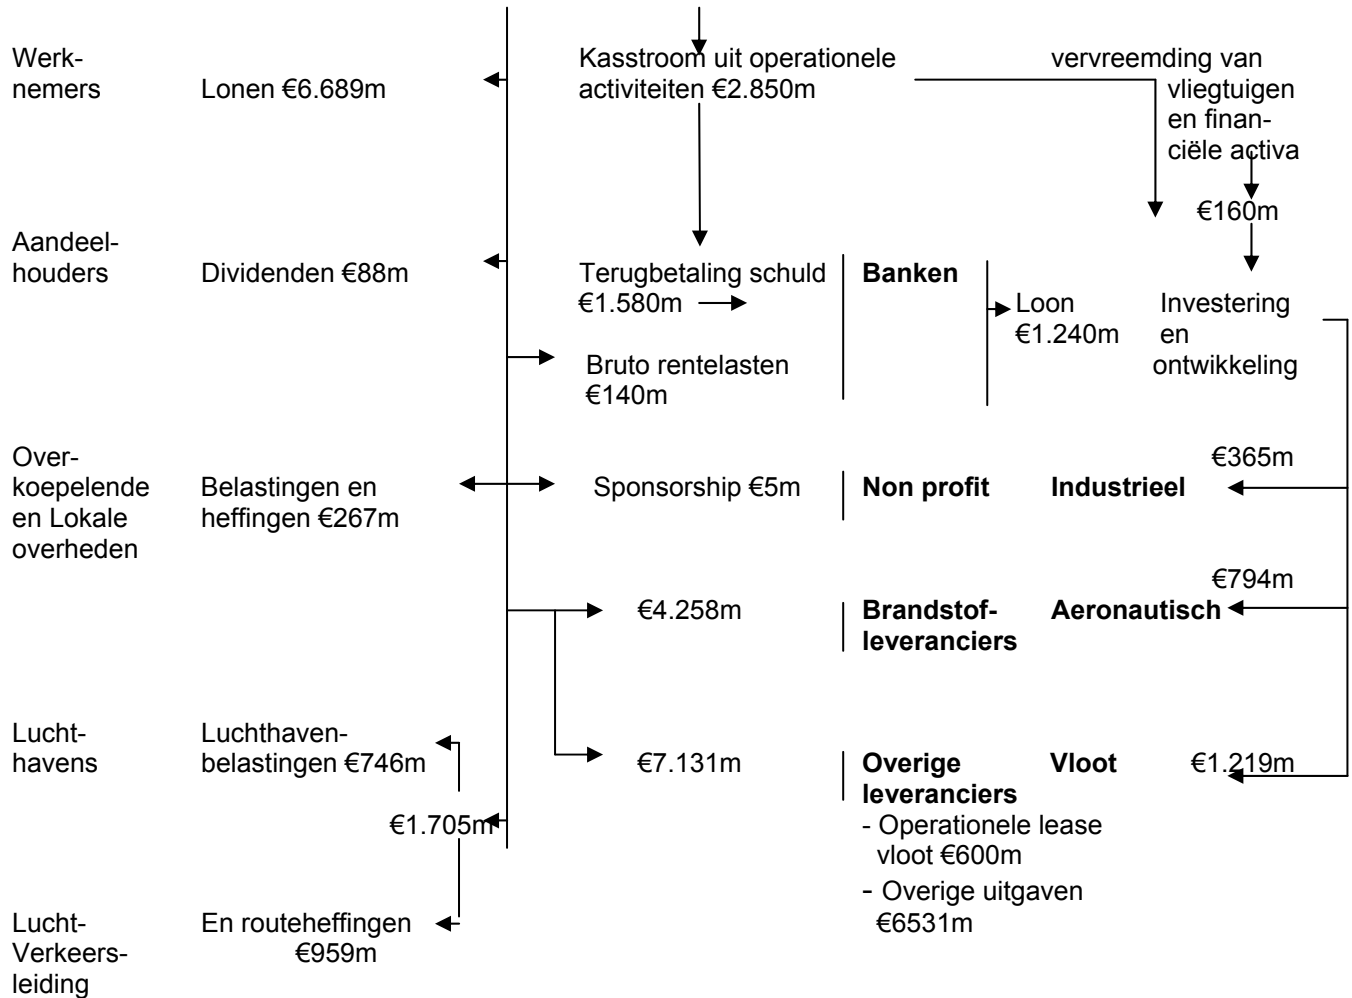 Werk-
nemers
Lonen €6.689m
Kasstroom uit operationele
activiteiten €2.850m
vervreemding van
vliegtuigen
en finan-
ciële activa
€160m
Aandeel-
houders
Dividenden €88m
Terugbetaling schuld
€1.580m
Banken
Loon
€1.240m
Investering
en
ontwikkeling
Bruto rentelasten
€140m
Over-
koepelende
en Lokale
overheden
Belastingen en
heffingen €267m
Sponsorship €5m
Non profit
Industrieel
€365m
€4.258m
Brandstof-
leveranciers
Aeronautisch
€794m
Lucht-
havens
Luchthaven-
belastingen €746m
€7.131m
Overige
leveranciers
- Operationele lease
vloot €600m
- Overige uitgaven
€6531m
Vloot
€1.219m
€1.705m
Lucht-
Verkeers-
leiding
En routeheffingen
€959m